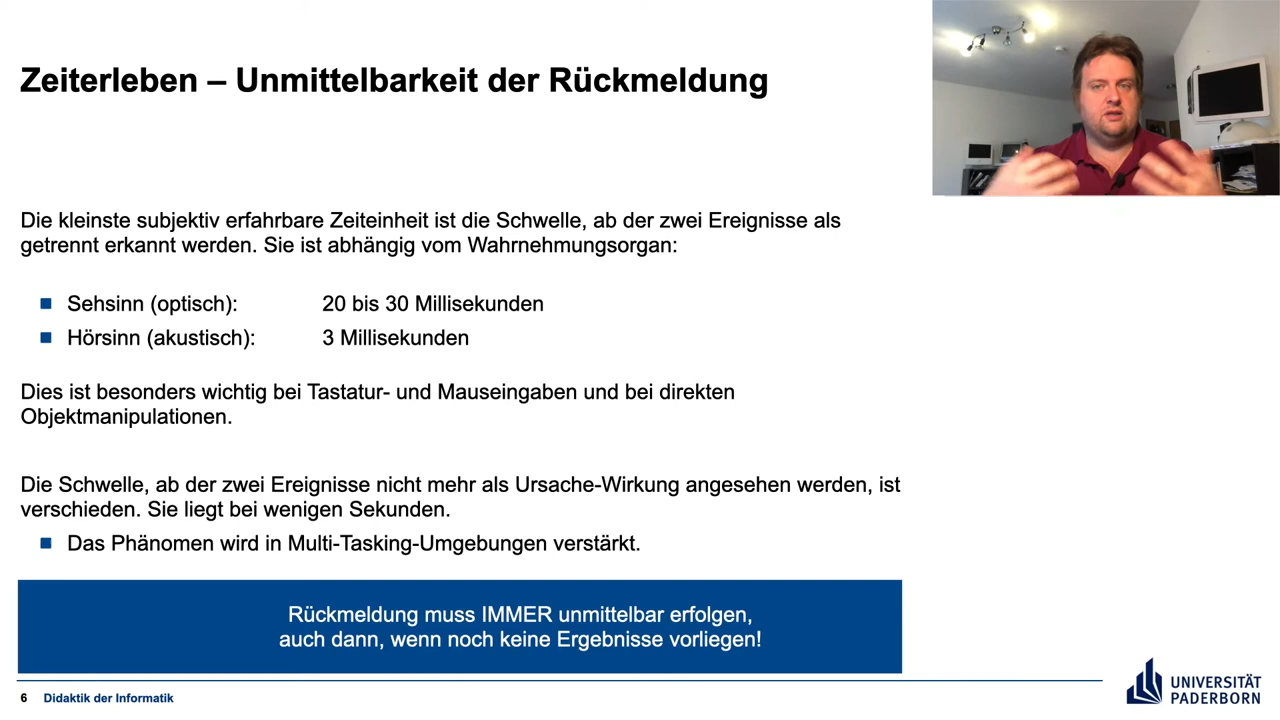 Zeiterleben – Unmittelbarkeit der Rückmeldung
Die kleinste subjektiv erfahrbare Zeiteinheit ist die Schwelle, ab der zwei Ereignisse als
getrennt erkannt werden. Sie ist abhängig vom Wahrnehmungsorgan:
Sehsinn (optisch): 20 bis 30 Millisekunden
Hörsinn (akustisch): 3 Millisekunden
Dies ist besonders wichtig bei Tastatur- und Mauseingaben und bei direkten
Objektmanipulationen.
Die Schwelle, ab der zwei Ereignisse nicht mehr als Ursache-Wirkung angesehen werden, ist
verschieden. Sie liegt bei wenigen Sekunden.
Das Phänomen wird in Multi-Tasking-Umgebungen verstärkt.
Rückmeldung muss IMMER unmittelbar erfolgen,
auch dann, wenn noch keine Ergebnisse vorliegen!
6 Didaktik der Informatik
UNIVERSITÄT
PADERBORN